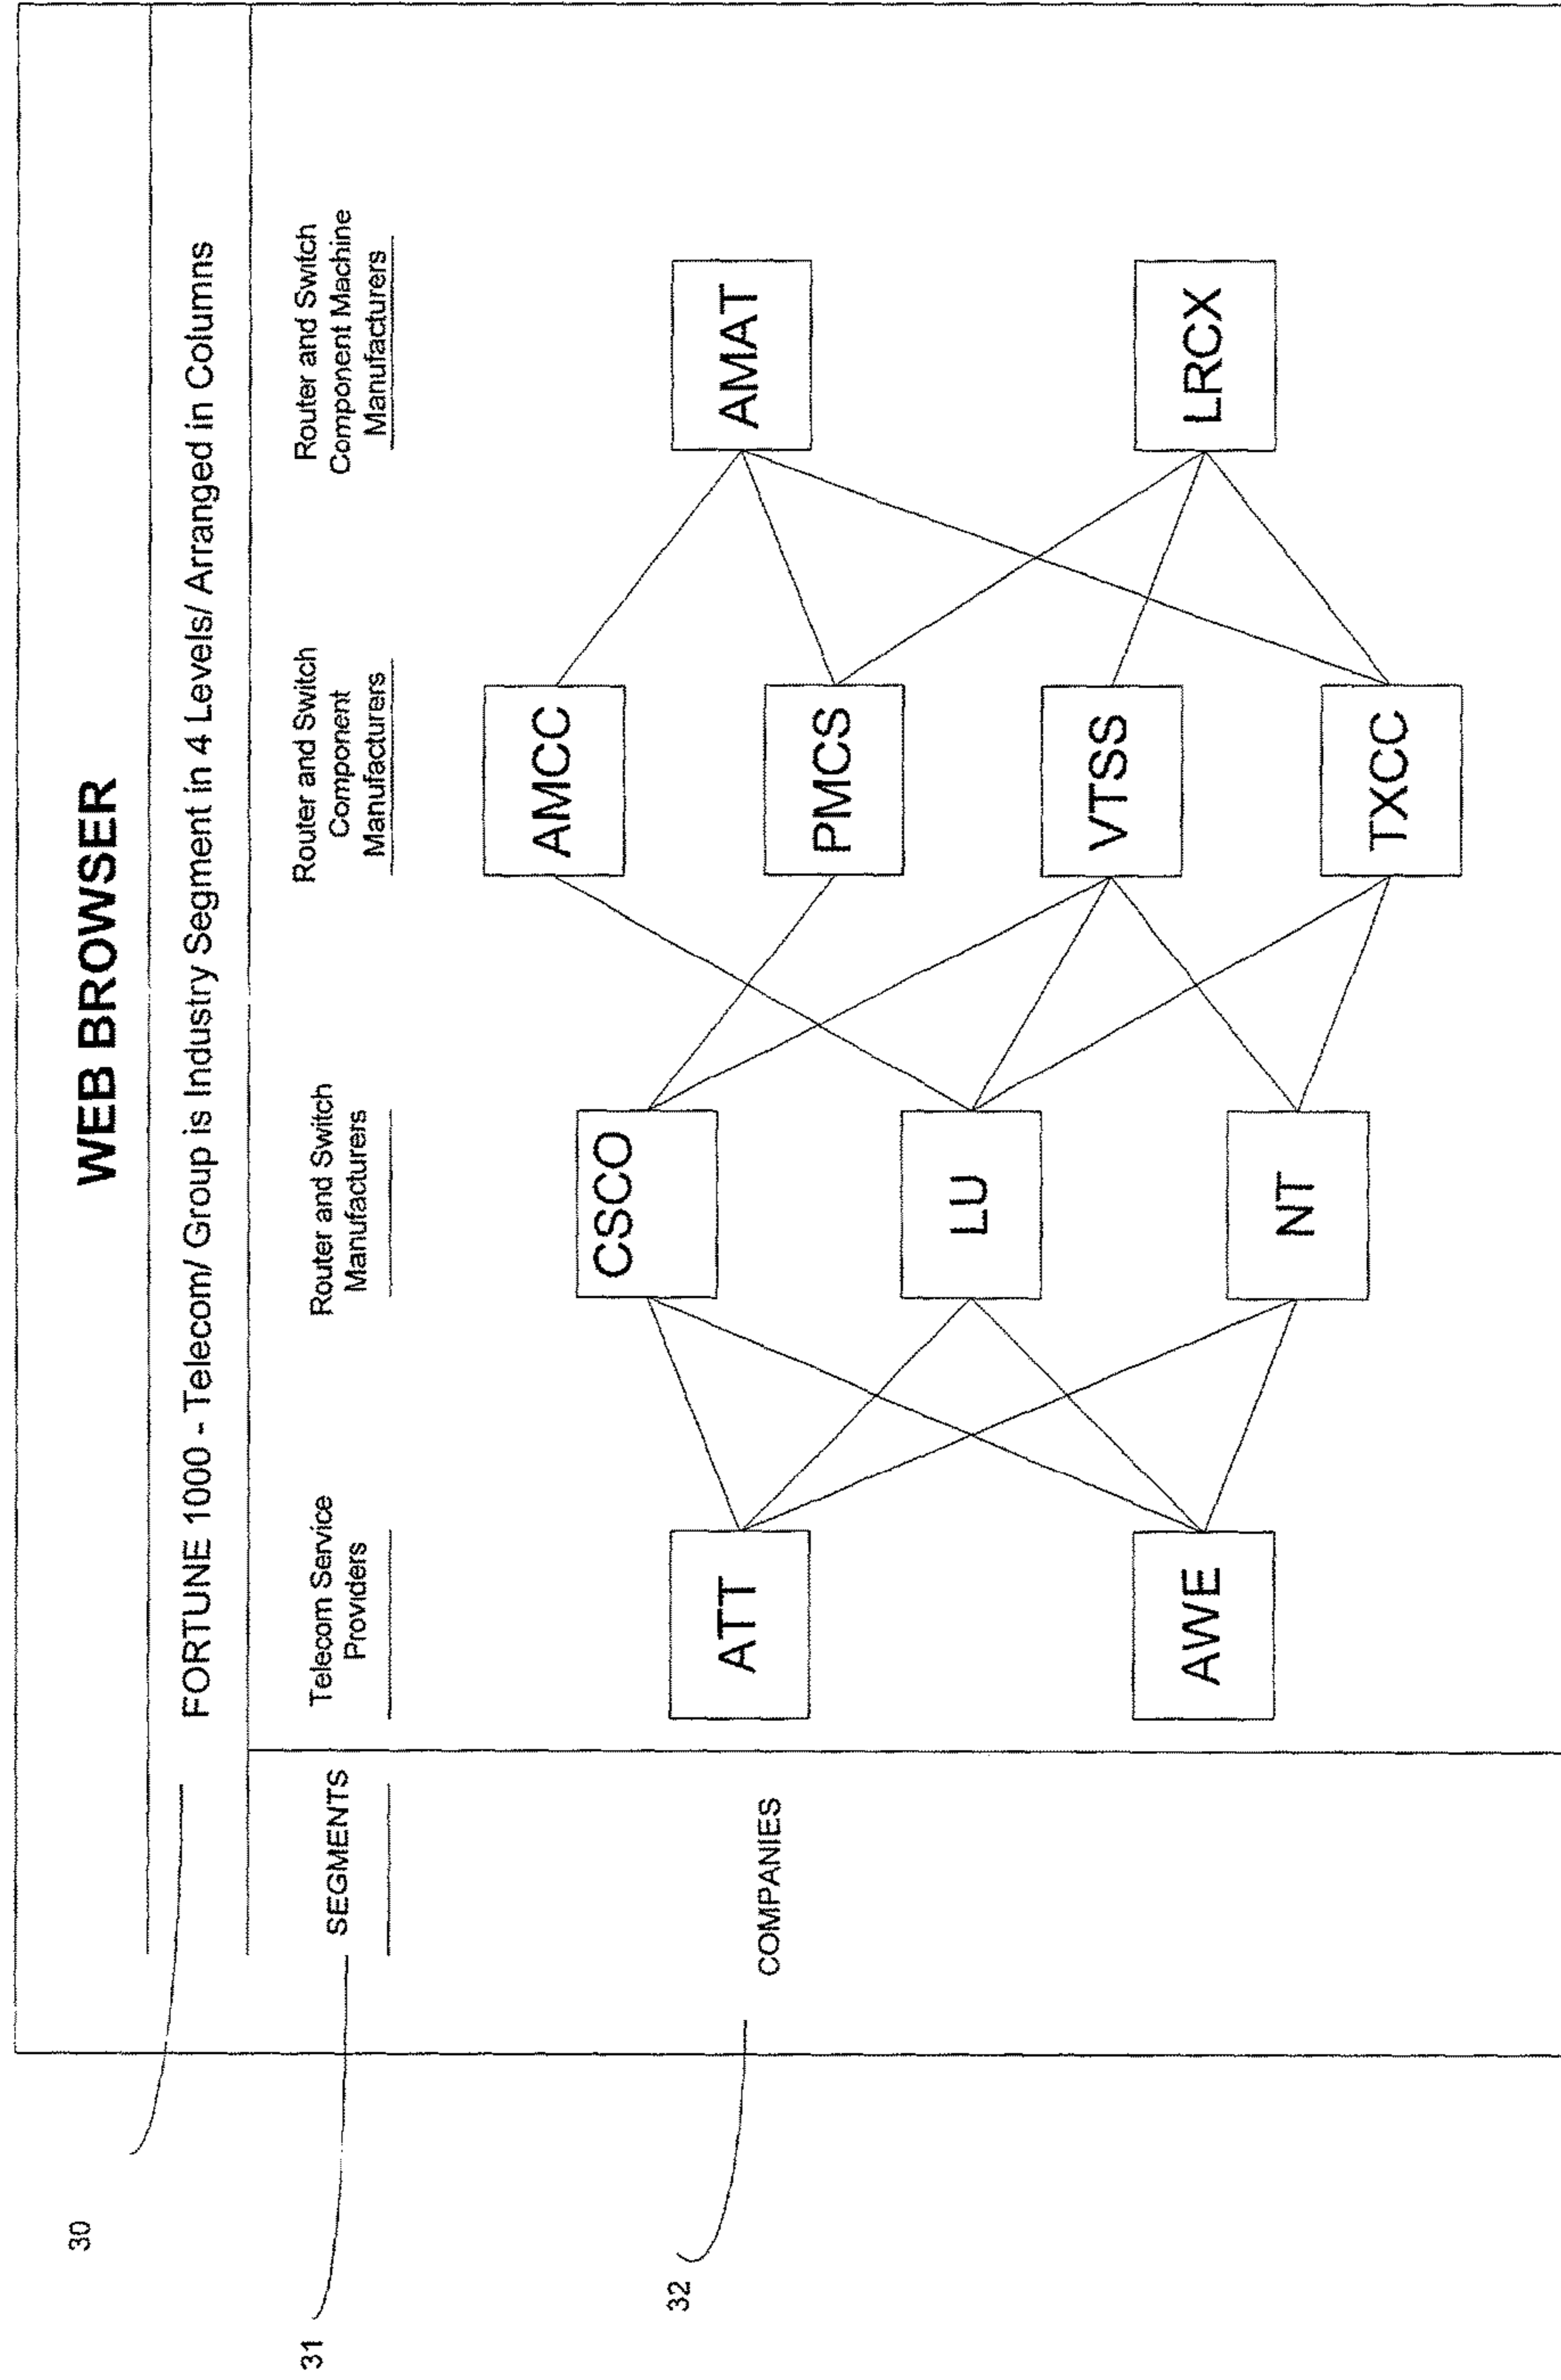 WEB BROWSER
30
FORTUNE 1000 - Telecom/ Group is Industry Segment in 4 Levels/ Arranged in Columns
31
SEGMENTS
Telecom Service
Providers
Router and Switch
Manufacturers
Router and Switch
Component
Manufacturers
Router and Switch
Component Machine
Manufacturers
32
COMPANIES
ATT
AWE
CSCO
LU
NT
AMCC
PMCS
VTSS
TXCC
AMAT
LRCX